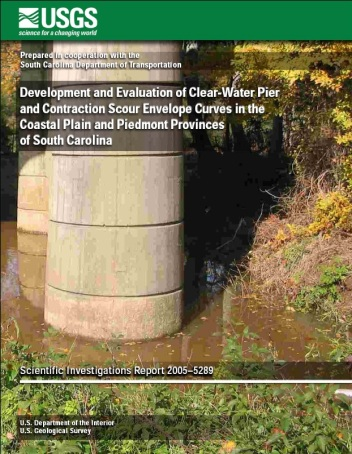 USGS
science for a changing world
Prepared in cooperation with the
South Carolina Department of Transportation
Development and Evaluation of Clear-Water Pier
and Contraction Scour Envelope Curves in the
Coastal Plain and Piedmont Provinces
of South Carolina
Scientific Investigations Report 2005–5289
U.S. Department of the Interior
U.S. Geological Survey